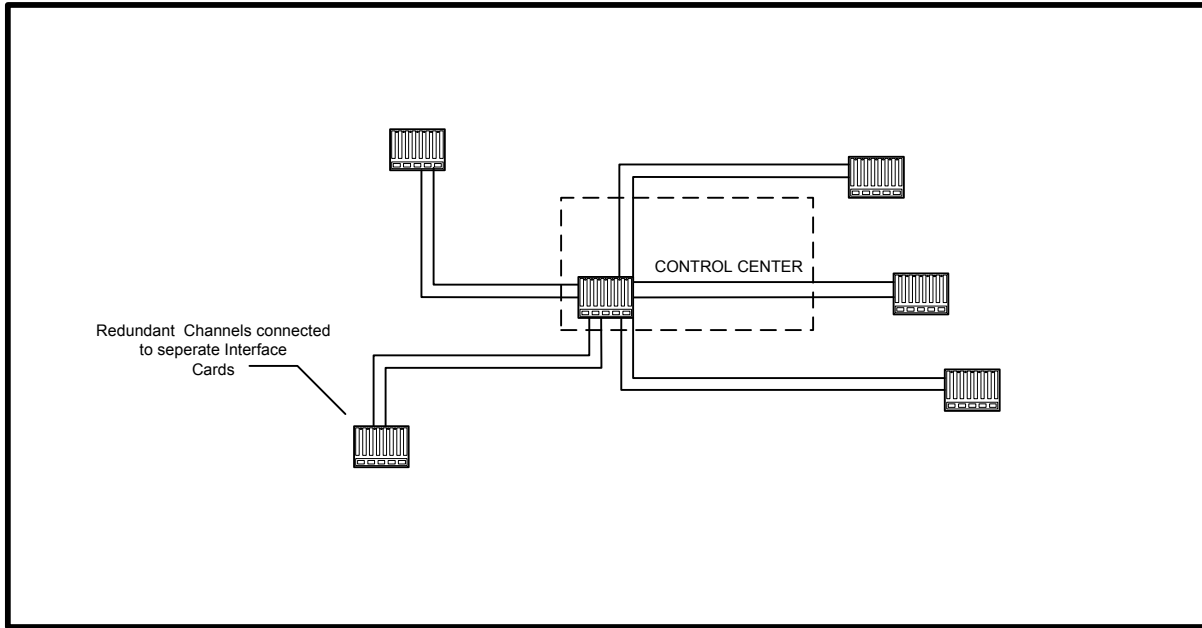 CONTROL CENTER
Redundant Channels connected
to seperate Interface
Cards